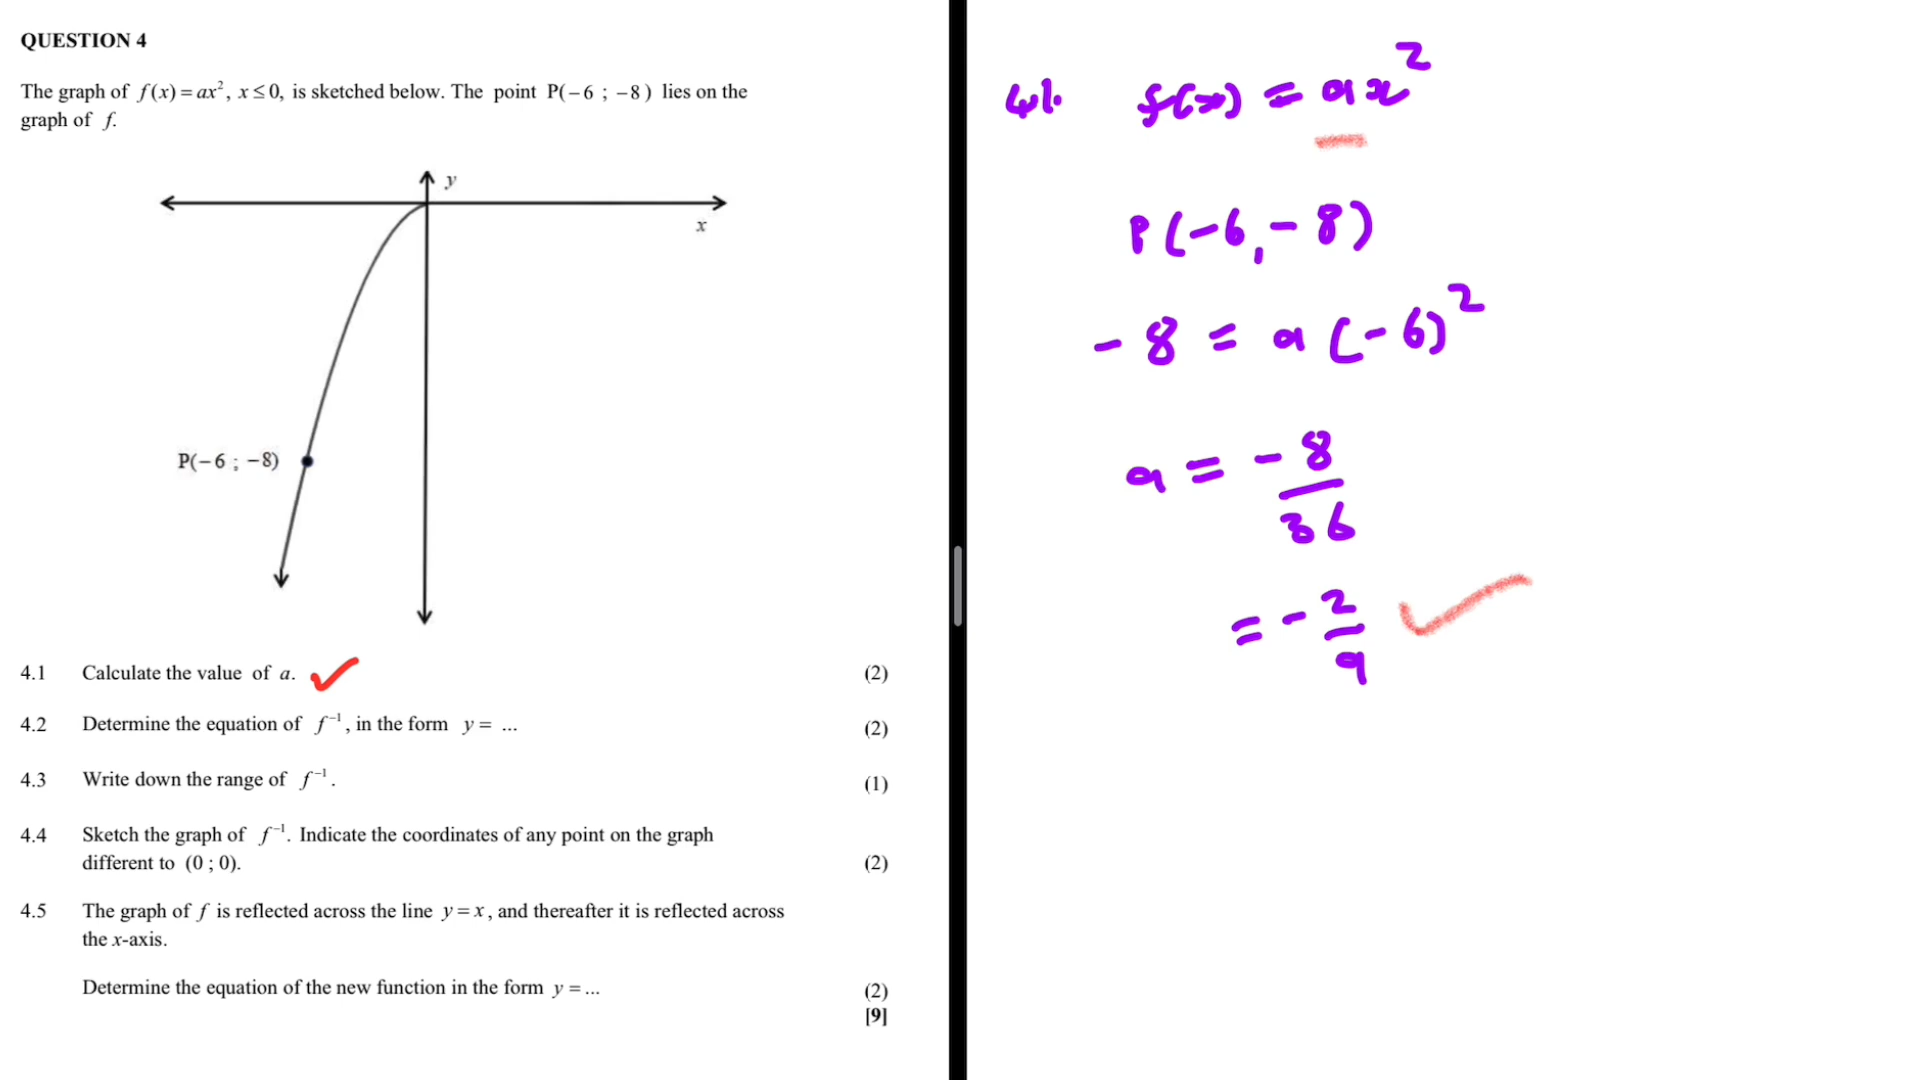 QUESTION 4
The graph of f(x) = ax², x ≤ 0, is sketched below. The point P(−6 ; −8) lies on the
graph of f.
y
x
P(−6 ; −8)
4.1 Calculate the value of a. (2)
4.2 Determine the equation of f⁻¹, in the form y = ... (2)
4.3 Write down the range of f⁻¹. (1)
4.4 Sketch the graph of f⁻¹. Indicate the coordinates of any point on the graph
different to (0 ; 0). (2)
4.5 The graph of f is reflected across the line y = x, and thereafter it is reflected across
the x-axis.
Determine the equation of the new function in the form y = ... (2)
[9]
4.1. f(x) = ax²
P(-6, -8)
-8 = a(-6)²
a = -8/36
= -2/9